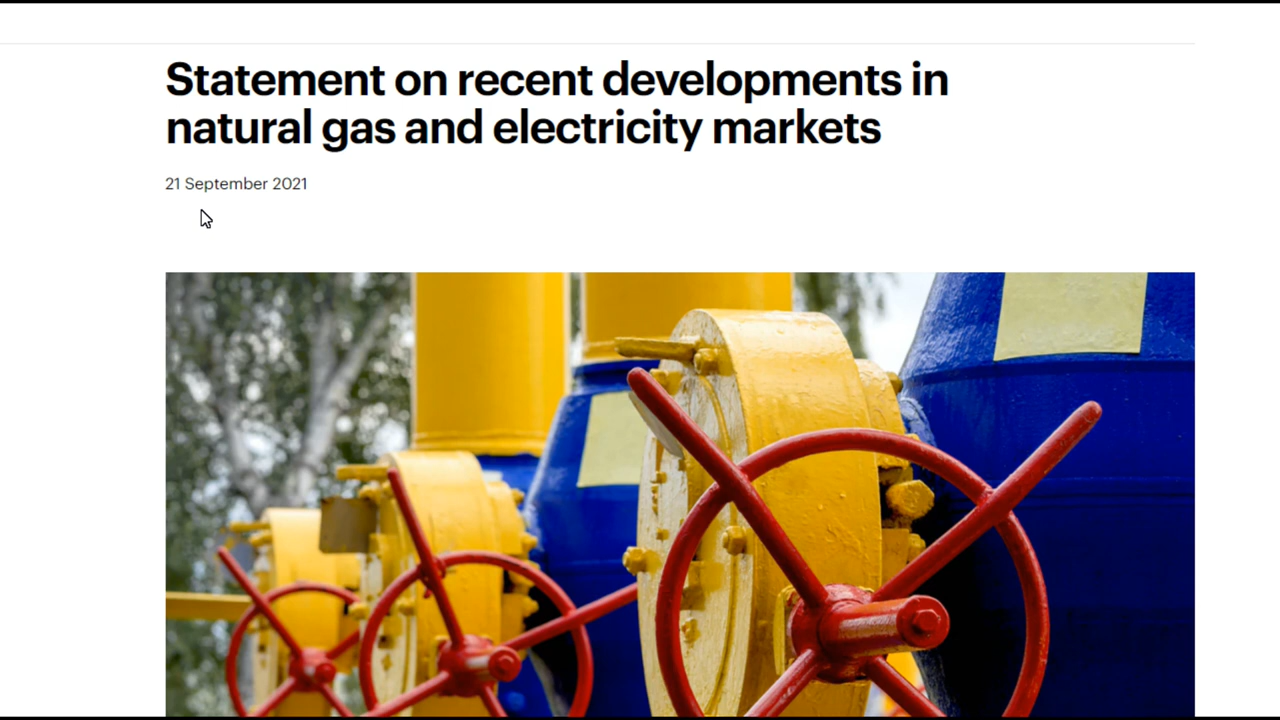 Statement on recent developments in
natural gas and electricity markets
21 September 2021